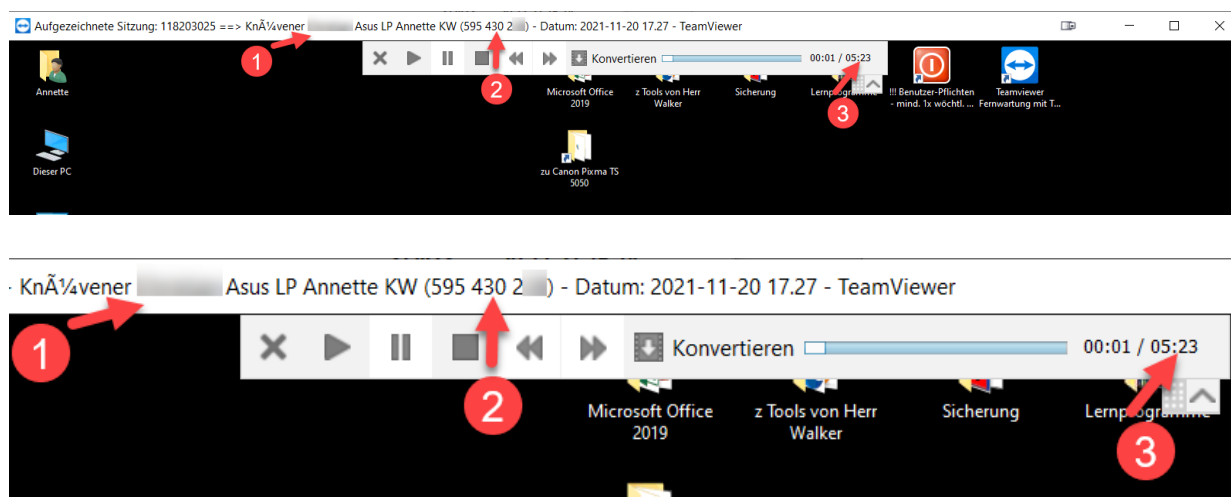 Aufgezeichnete Sitzung: 118203025 ==> KnÃ¼vener Asus LP Annette KW (595 430 2 ) - Datum: 2021-11-20 17.27 - TeamViewer
1
2
3
Konvertieren 00:01 / 05:23
Annette
Microsoft Office
2019
z Tools von Herr
Walker
Sicherung
Lernprogramme
!!! Benutzer-Pflichten
- mind. 1x wöchtl. ...
Teamviewer
Fernwartung mit T...
Dieser PC
zu Canon Pixma TS
5050
- KnÃ¼vener Asus LP Annette KW (595 430 2 ) - Datum: 2021-11-20 17.27 - TeamViewer
1
2
3
Konvertieren 00:01 / 05:23
Microsoft Office
2019
z Tools von Herr
Walker
Sicherung
Lernprogramme